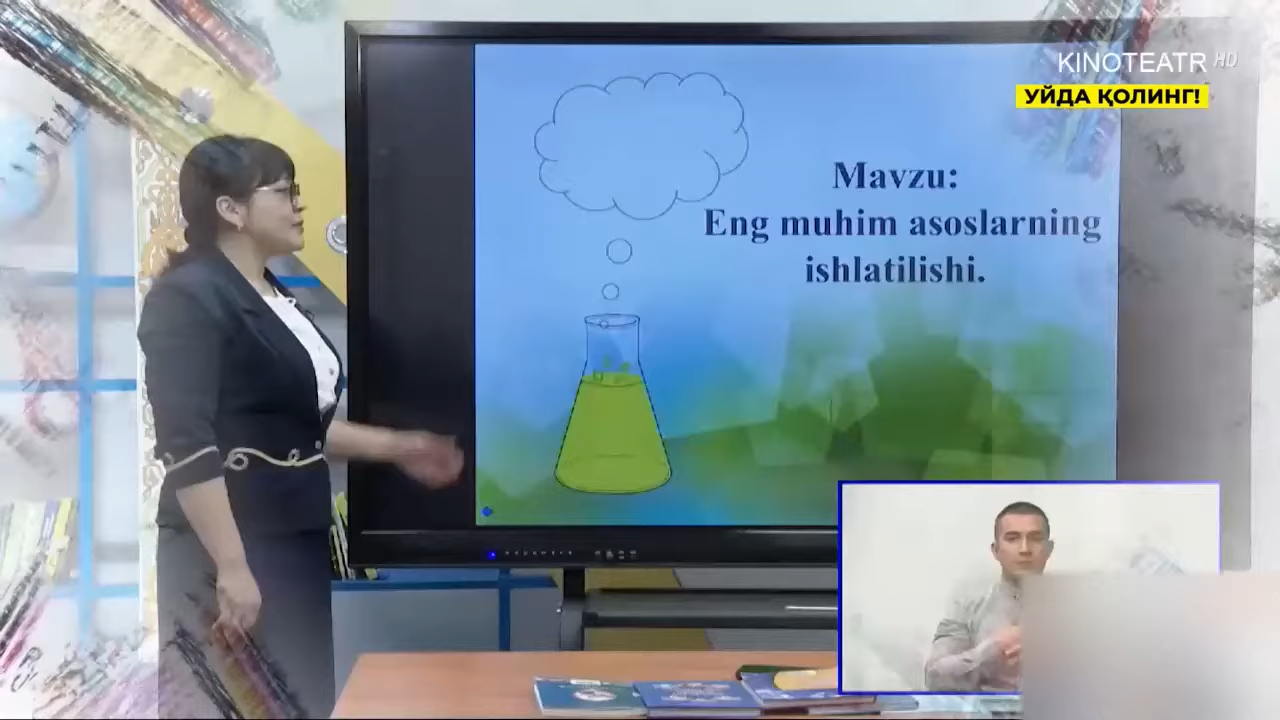 KINOTEATR HD
УЙДА ҚОЛИНГ!
Mavzu:
Eng muhim asoslarning
ishlatilishi.